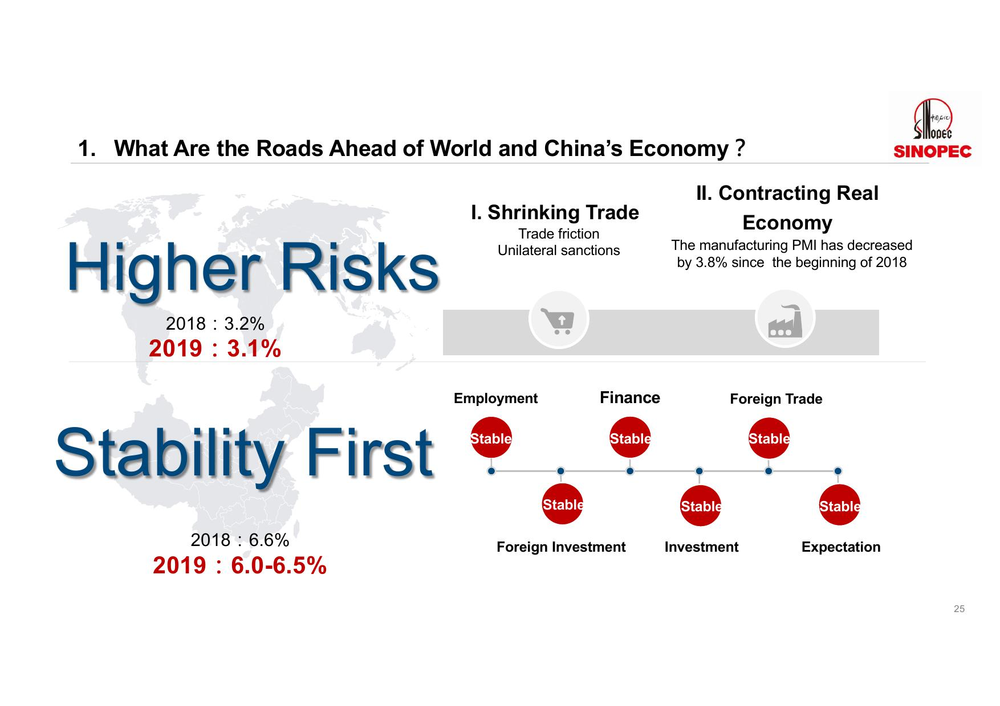 SINOPEC
中国石化
SINOPEC
1. What Are the Roads Ahead of World and China’s Economy？
Higher Risks
2018：3.2%
2019：3.1%
I. Shrinking Trade
Trade friction
Unilateral sanctions
II. Contracting Real
Economy
The manufacturing PMI has decreased
by 3.8% since the beginning of 2018
Stability First
2018：6.6%
2019：6.0-6.5%
Employment
Finance
Foreign Trade
Stable
Stable
Stable
Stable
Stable
Stable
Foreign Investment
Investment
Expectation
25